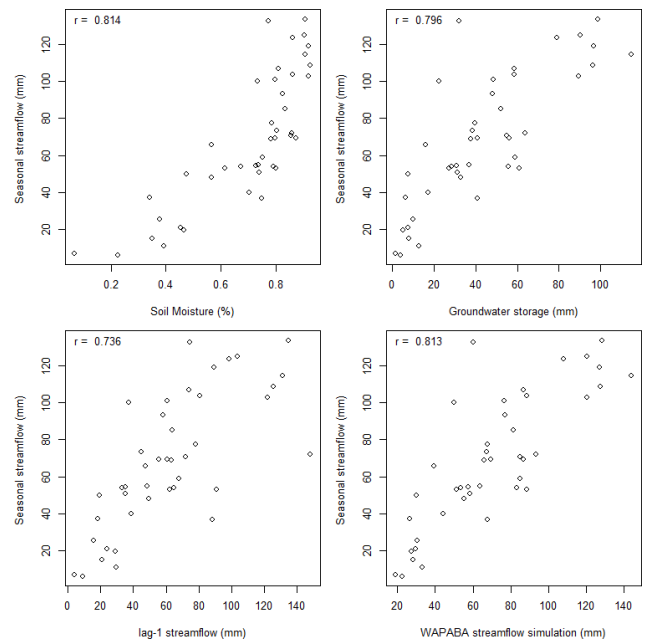 r = 0.814
Seasonal streamflow (mm)
20 40 60 80 100 120
0.2 0.4 0.6 0.8
Soil Moisture (%)
r = 0.796
Seasonal streamflow (mm)
20 40 60 80 100 120
0 20 40 60 80 100
Groundwater storage (mm)
r = 0.736
Seasonal streamflow (mm)
20 40 60 80 100 120
0 20 40 60 80 100 120 140
lag-1 streamflow (mm)
r = 0.813
Seasonal streamflow (mm)
20 40 60 80 100 120
20 40 60 80 100 120 140
WAPABA streamflow simulation (mm)